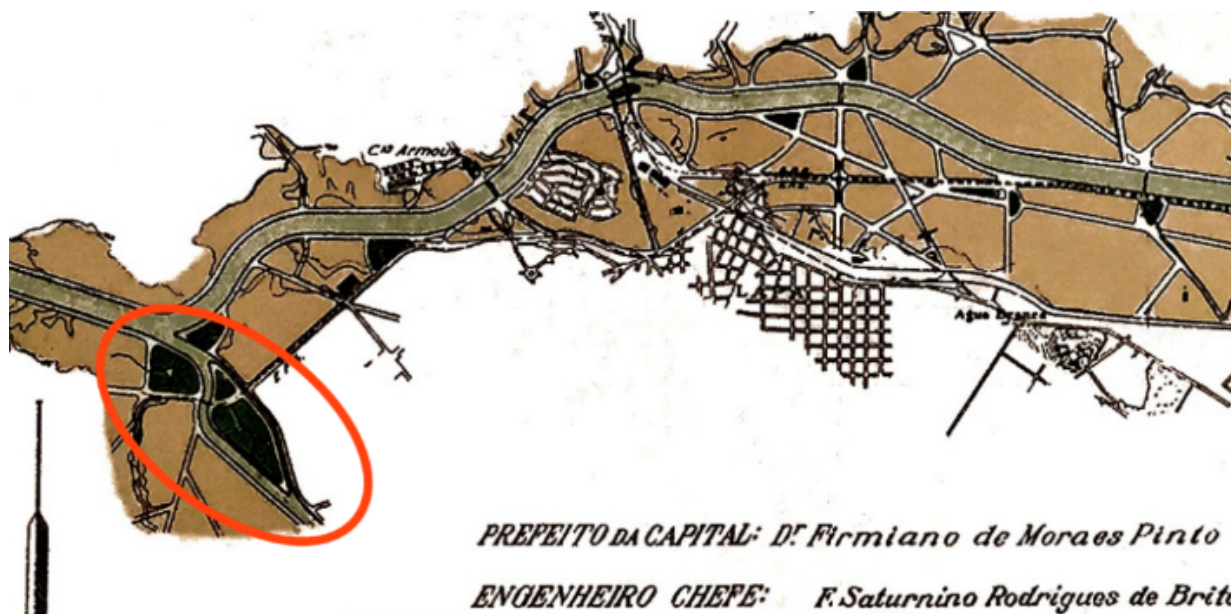 Cia Armour
Agua Branca
PREFEITO DA CAPITAL: Dr Firmiano de Moraes Pinto
ENGENHEIRO CHEFE: F. Saturnino Rodrigues de Brit